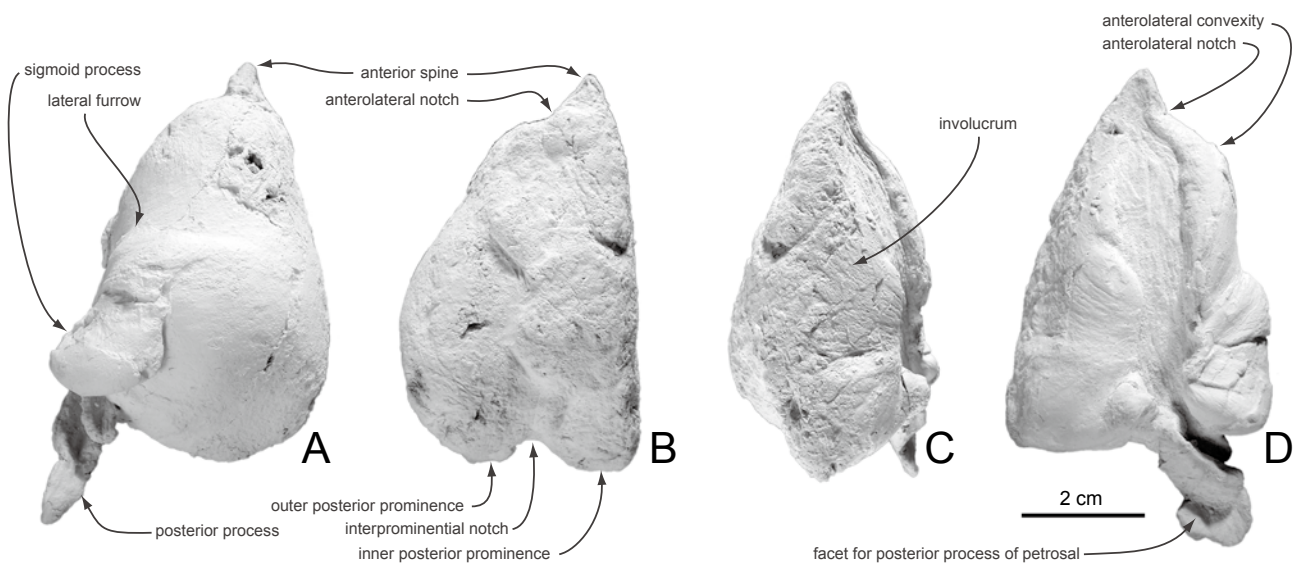 anterolateral convexity
anterolateral notch
sigmoid process
anterior spine
lateral furrow
anterolateral notch
involucrum
A
B
C
D
2 cm
outer posterior prominence
interprominential notch
posterior process
inner posterior prominence
facet for posterior process of petrosal